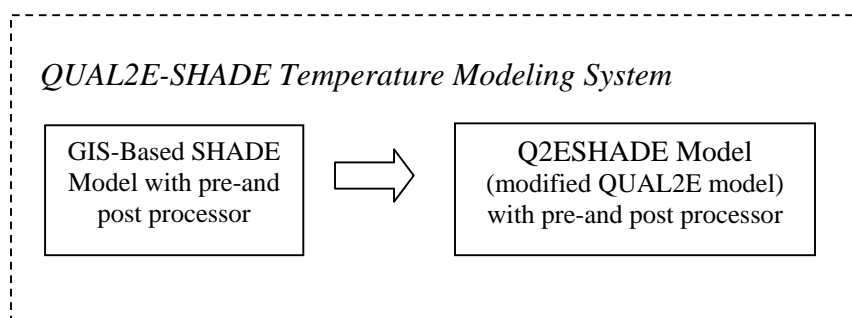 QUAL2E-SHADE Temperature Modeling System
GIS-Based SHADE
Model with pre-and
post processor
Q2ESHADE Model
(modified QUAL2E model)
with pre-and post processor